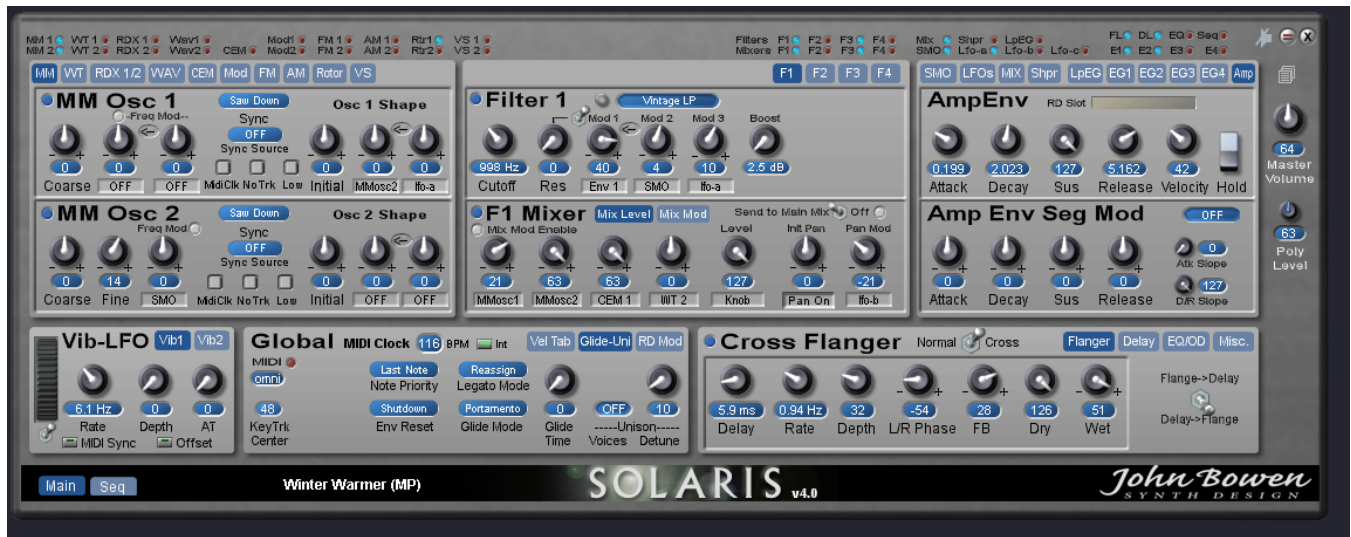 MM 1 WT 1 RDX 1 Wav1 Mod1 FM 1 AM 1 Rtr1 VS 1
MM 2 WT 2 RDX 2 Wav2 CEM Mod2 FM 2 AM 2 Rtr2 VS 2
Filters F1 F2 F3 F4
Mixers F1 F2 F3 F4
Mix Shpr LpEG FL DL EQ Seq
SMO Lfo-a Lfo-b Lfo-c E1 E2 E3 E4
MM WT RDX 1/2 WAV CEM Mod FM AM Rotor VS
MM Osc 1 Saw Down Osc 1 Shape
-Freq Mod-- Sync
OFF
Sync Source
0 0 0 0 0 0
Coarse OFF OFF MidiClk NoTrk Low Initial MMosc2 lfo-a
MM Osc 2 Saw Down Osc 2 Shape
Freq Mod Sync
OFF
Sync Source
0 14 0 0 0 0
Coarse Fine SMO MidiClk NoTrk Low Initial OFF OFF
F1 F2 F3 F4
Filter 1 Vintage LP
Mod 1 Mod 2 Mod 3 Boost
998 Hz 0 40 4 10 2.5 dB
Cutoff Res Env 1 SMO lfo-a
F1 Mixer Mix Level Mix Mod Send to Main Mix Off
Mix Mod Enable Level Init Pan Pan Mod
21 63 63 0 127 0 -21
MMosc1 MMosc2 CEM 1 WT 2 Knob Pan On lfo-b
SMO LFOs MIX Shpr LpEG EG1 EG2 EG3 EG4 Amp
AmpEnv RD Slot
0.199 2.023 127 5.162 42
Attack Decay Sus Release Velocity Hold
Amp Env Seg Mod OFF
0
Atk Slope
0 0 0 0 127
Attack Decay Sus Release D/R Slope
64
Master
Volume
63
Poly
Level
Vib-LFO Vib1 Vib2
6.1 Hz 0 0
Rate Depth AT
MIDI Sync Offset
Global MIDI Clock 116 BPM Int Vel Tab Glide-Uni RD Mod
MIDI
omni Last Note Reassign
Note Priority Legato Mode
48 Shutdown Portamento 0 OFF 10
KeyTrk Env Reset Glide Mode Glide -----Unison-----
Center Time Voices Detune
Cross Flanger Normal Cross Flanger Delay EQ/OD Misc.
Flange->Delay
5.9 ms 0.94 Hz 32 -54 28 126 51
Delay Rate Depth L/R Phase FB Dry Wet
Delay->Flange
Main Seq Winter Warmer (MP) SOLARIS v4.0 John Bowen
SYNTH DESIGN